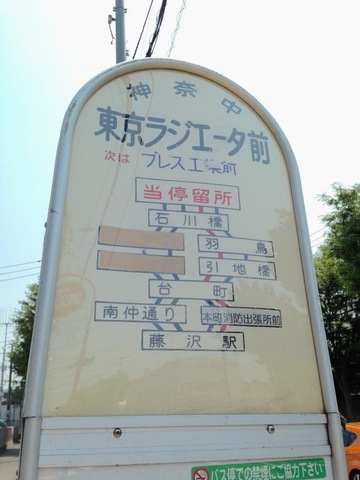 神奈中
東京ラジエータ前
次は プレス工業前
当停留所
石川橋
羽鳥
引地橋
台町
南仲通り 本町消防出張所前
藤沢駅
バス停での禁煙にご協力下さい